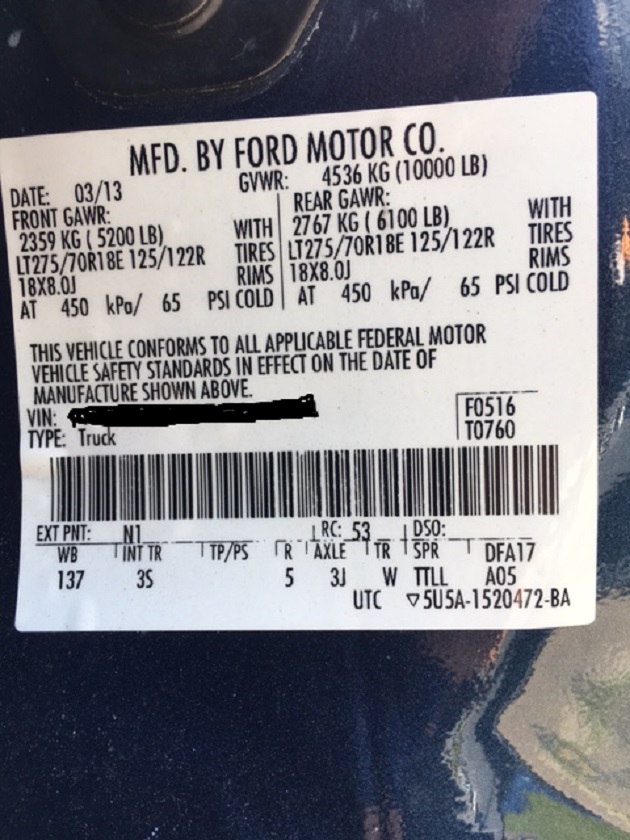 MFD. BY FORD MOTOR CO.
DATE: 03/13 GVWR: 4536 KG (10000 LB)
FRONT GAWR: REAR GAWR:
2359 KG ( 5200 LB) WITH 2767 KG ( 6100 LB) WITH
LT275/70R18E 125/122R TIRES LT275/70R18E 125/122R TIRES
18X8.0J RIMS 18X8.0J RIMS
AT 450 kPa/ 65 PSI COLD AT 450 kPa/ 65 PSI COLD
THIS VEHICLE CONFORMS TO ALL APPLICABLE FEDERAL MOTOR
VEHICLE SAFETY STANDARDS IN EFFECT ON THE DATE OF
MANUFACTURE SHOWN ABOVE.
VIN: F0516
TYPE: Truck T0760
EXT PNT: N1 RC: 53 DSO:
WB INT TR TP/PS R AXLE TR SPR DFA17
137 3S 5 3J W TTLL A05
UTC ▽5U5A-1520472-BA